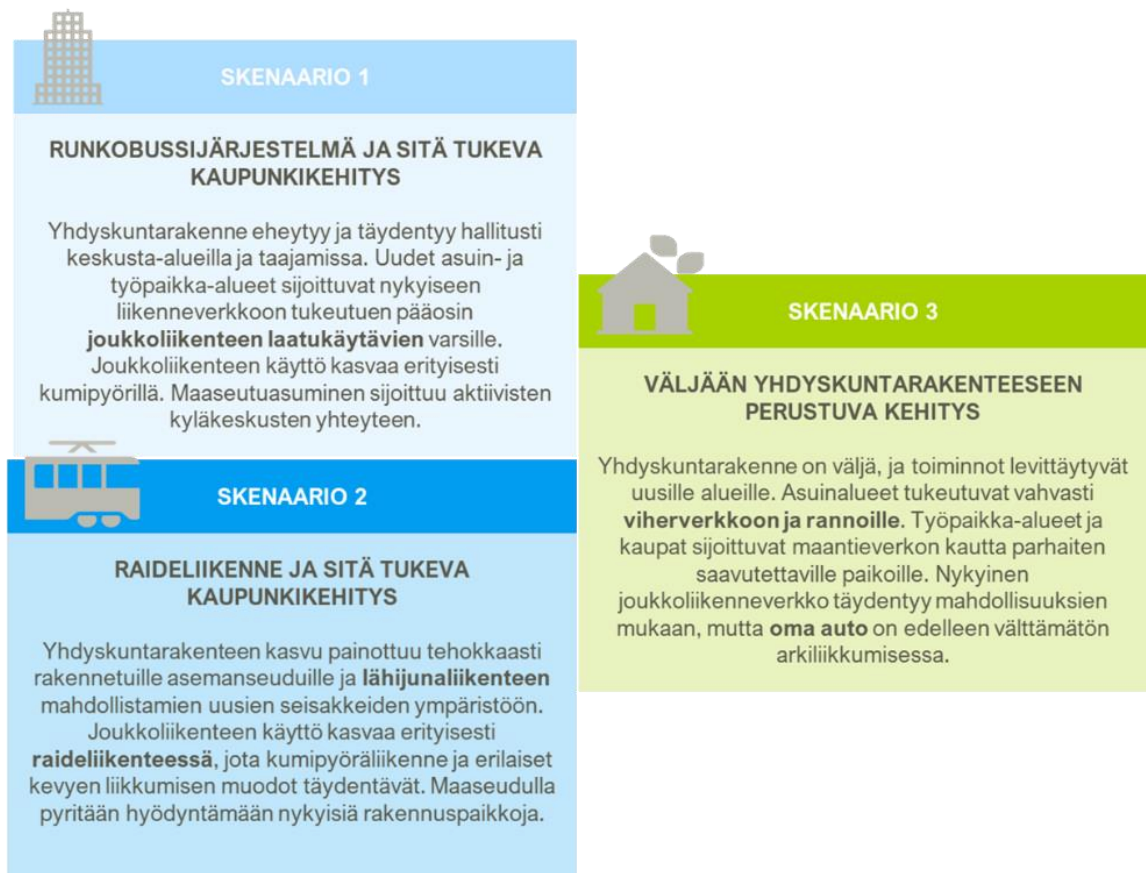 SKENAARIO 1
RUNKOBUSSIJÄRJESTELMÄ JA SITÄ TUKEVA
KAUPUNKIKEHITYS
Yhdyskuntarakenne eheytyy ja täydentyy hallitusti
keskusta-alueilla ja taajamissa. Uudet asuin- ja
työpaikka-alueet sijoittuvat nykyiseen
liikenneverkkoon tukeutuen pääosin
joukkoliikenteen laatukäytävien varsille.
Joukkoliikenteen käyttö kasvaa erityisesti
kumipyörillä. Maaseutuasuminen sijoittuu aktiivisten
kyläkeskusten yhteyteen.
SKENAARIO 2
RAIDELIIKENNE JA SITÄ TUKEVA
KAUPUNKIKEHITYS
Yhdyskuntarakenteen kasvu painottuu tehokkaasti
rakennetuille asemanseuduille ja lähijunaliikenteen
mahdollistamien uusien seisakkeiden ympäristöön.
Joukkoliikenteen käyttö kasvaa erityisesti
raideliikenteessä, jota kumipyöräliikenne ja erilaiset
kevyen liikkumisen muodot täydentävät. Maaseudulla
pyritään hyödyntämään nykyisiä rakennuspaikkoja.
SKENAARIO 3
VÄLJÄÄN YHDYSKUNTARAKENTEESEEN
PERUSTUVA KEHITYS
Yhdyskuntarakenne on väljä, ja toiminnot levittäytyvät
uusille alueille. Asuinalueet tukeutuvat vahvasti
viherverkkoon ja rannoille. Työpaikka-alueet ja
kaupat sijoittuvat maantieverkon kautta parhaiten
saavutettaville paikoille. Nykyinen
joukkoliikenneverkko täydentyy mahdollisuuksien
mukaan, mutta oma auto on edelleen välttämätön
arkiliikkumisessa.